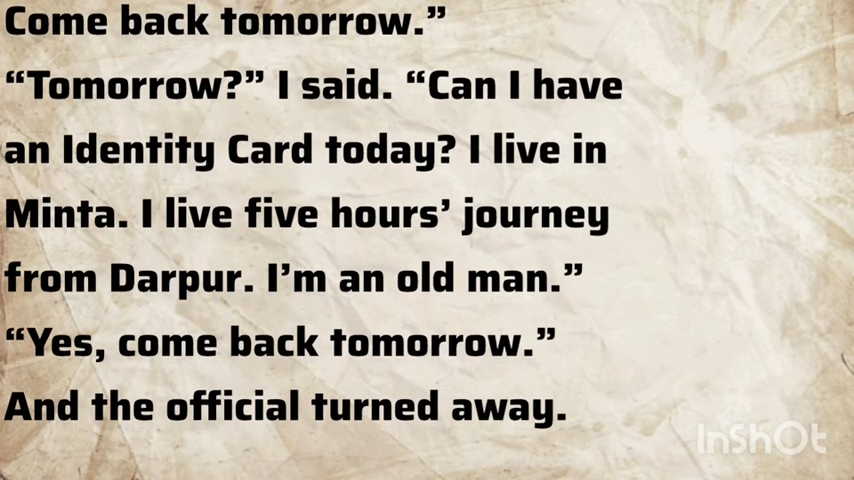 Come back tomorrow.”
“Tomorrow?” I said. “Can I have
an Identity Card today? I live in
Minta. I live five hours’ journey
from Darpur. I’m an old man.”
“Yes, come back tomorrow.”
And the official turned away.
InShOt